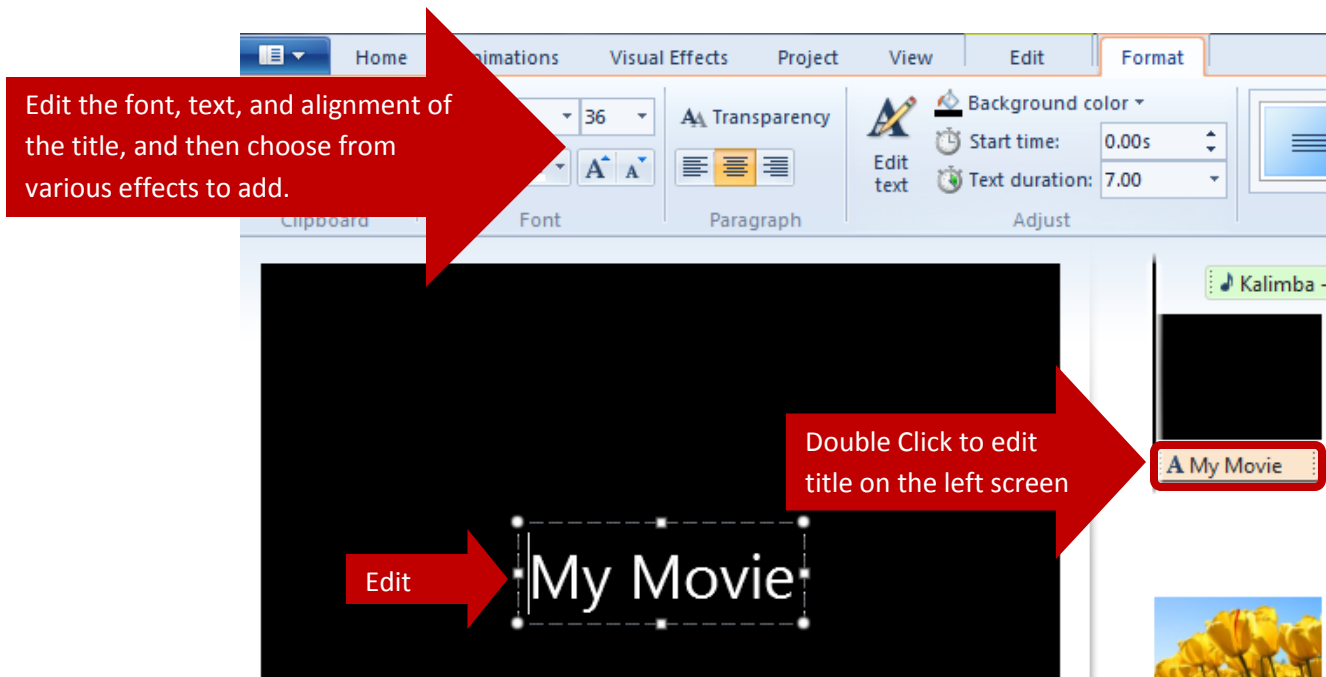 Home nimations Visual Effects Project View Edit Format
Edit the font, text, and alignment of
the title, and then choose from
various effects to add.
36
Transparency
Edit
text
Background color
Start time: 0.00s
Text duration: 7.00
Clipboard Font Paragraph Adjust
Kalimba -
Double Click to edit
title on the left screen
A My Movie
Edit
My Movie